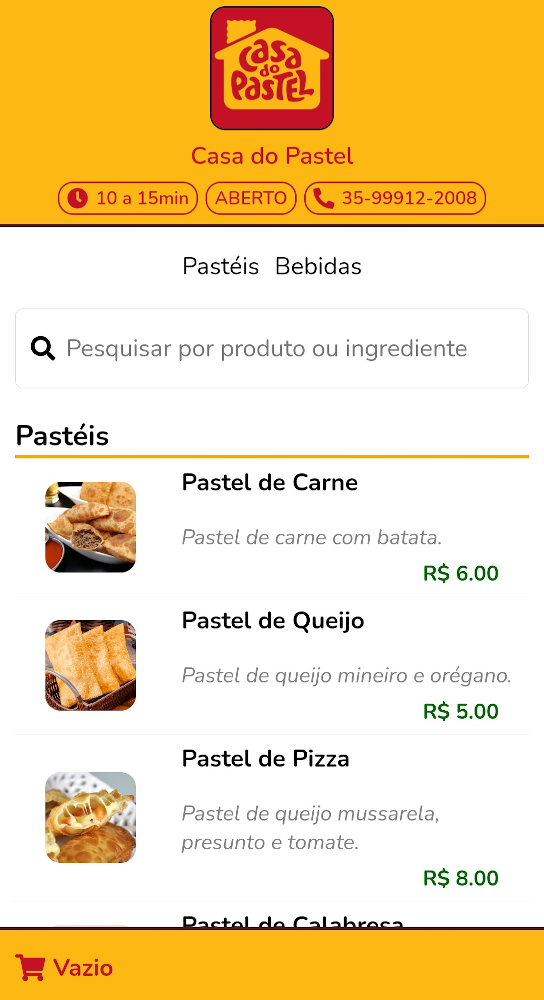 Casa
do
PasTEL
Casa do Pastel
10 a 15min
ABERTO
35-99912-2008
Pastéis
Bebidas
Pesquisar por produto ou ingrediente
Pastéis
Pastel de Carne
Pastel de carne com batata.
R$ 6.00
Pastel de Queijo
Pastel de queijo mineiro e orégano.
R$ 5.00
Pastel de Pizza
Pastel de queijo mussarela,
presunto e tomate.
R$ 8.00
Pastel de Calabresa
Vazio